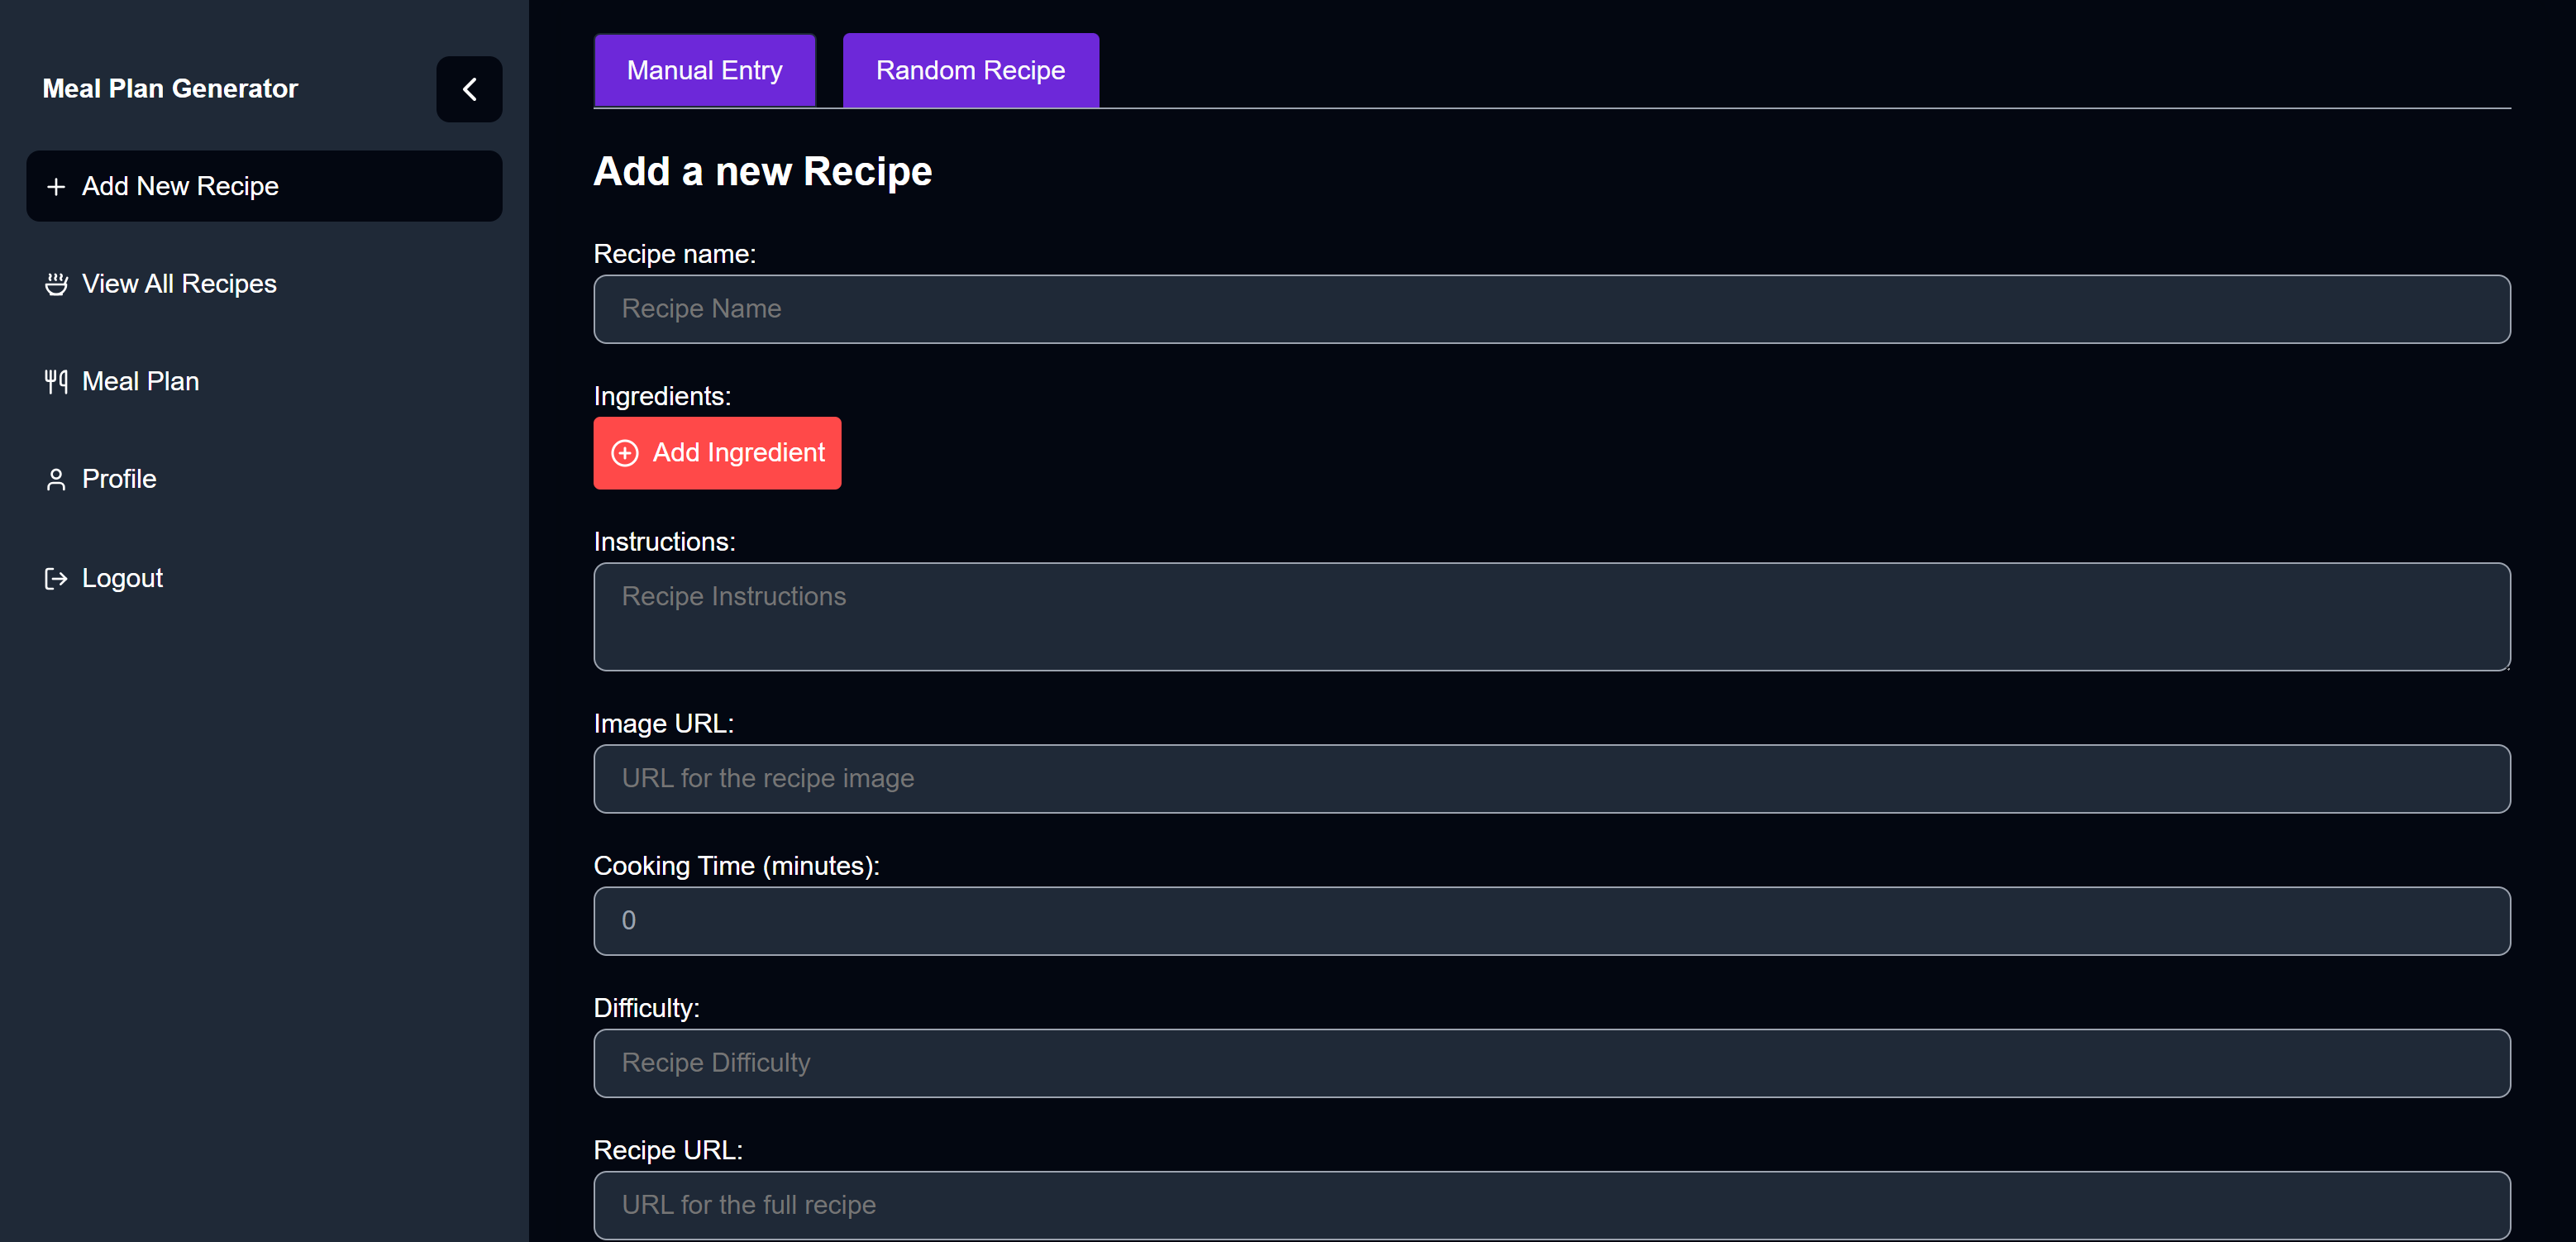 Meal Plan Generator
Add New Recipe
View All Recipes
Meal Plan
Profile
Logout
Manual Entry
Random Recipe
Add a new Recipe
Recipe name:
Recipe Name
Ingredients:
Add Ingredient
Instructions:
Recipe Instructions
Image URL:
URL for the recipe image
Cooking Time (minutes):
0
Difficulty:
Recipe Difficulty
Recipe URL:
URL for the full recipe